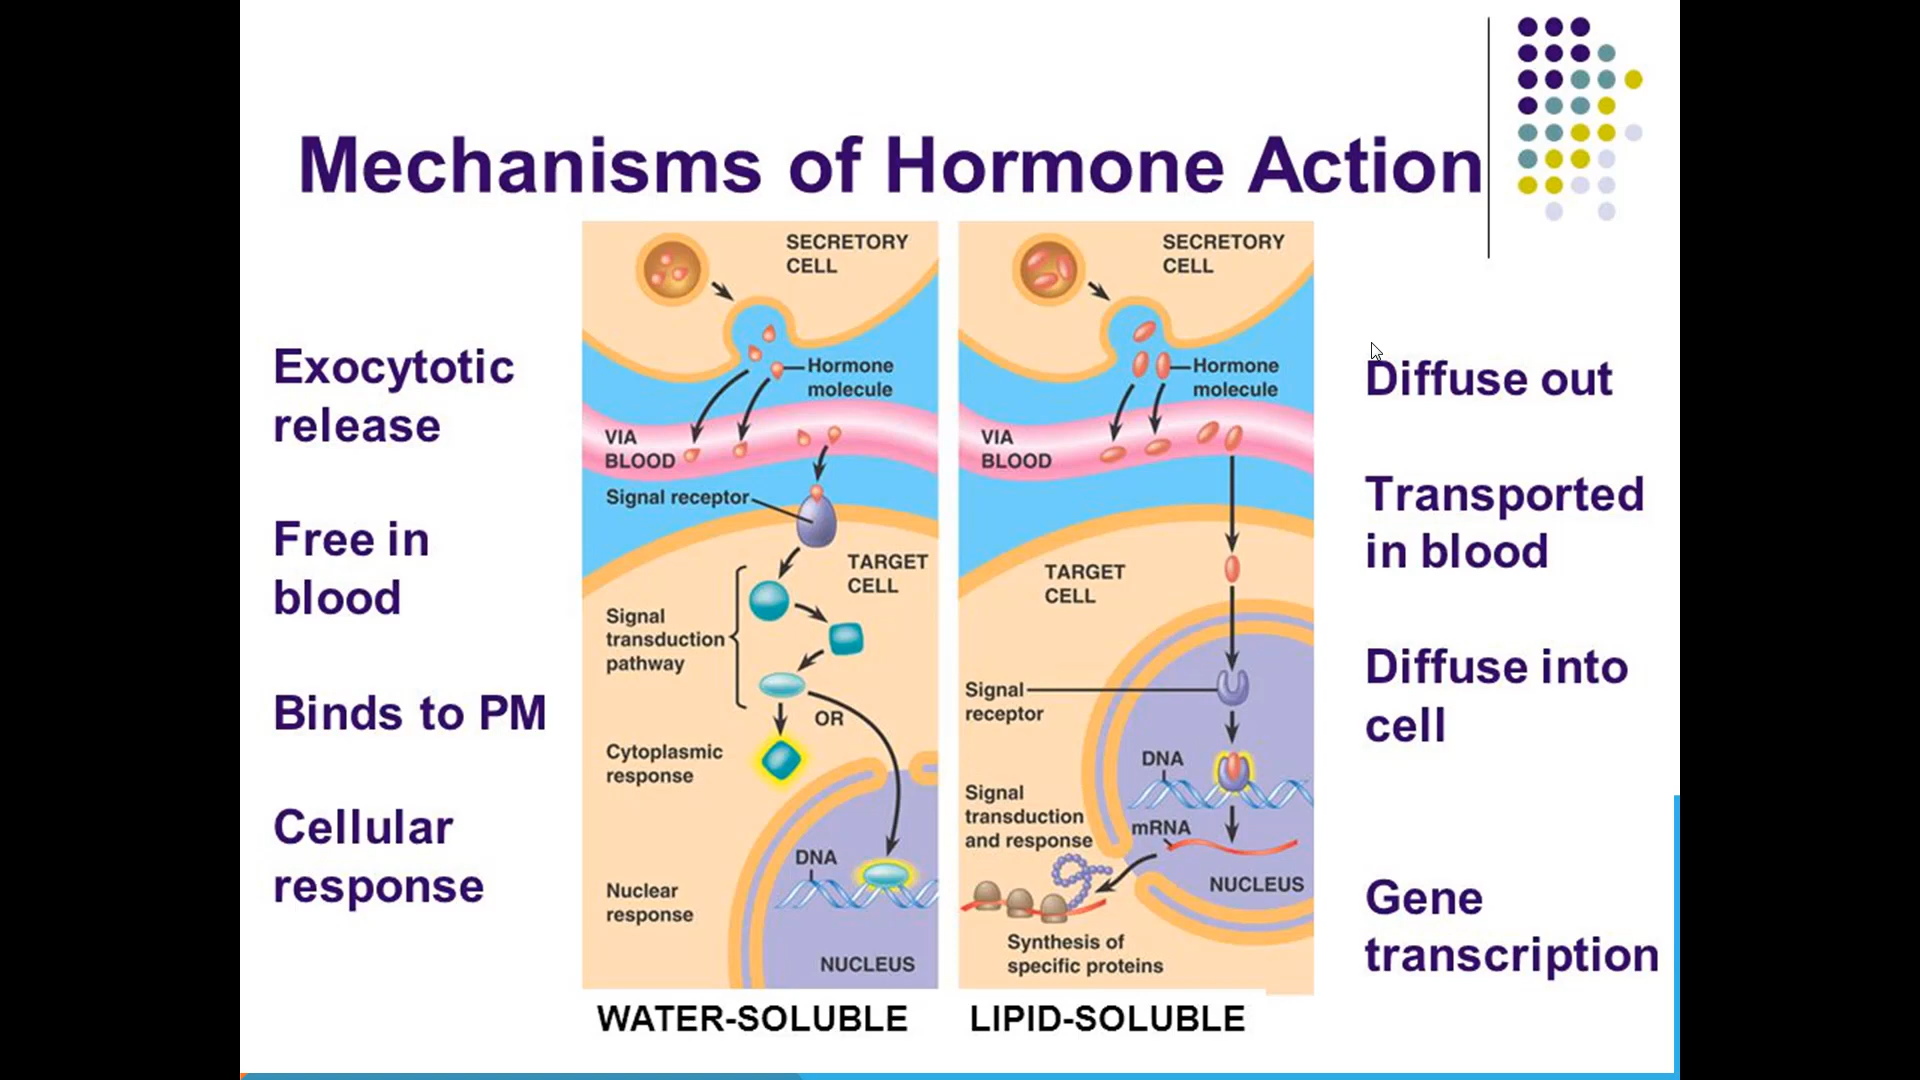 Mechanisms of Hormone Action
Exocytotic
release
Free in
blood
Binds to PM
Cellular
response
SECRETORY
CELL
Hormone
molecule
VIA
BLOOD
Signal receptor
TARGET
CELL
Signal
transduction
pathway
OR
Cytoplasmic
response
DNA
Nuclear
response
NUCLEUS
WATER-SOLUBLE
SECRETORY
CELL
Hormone
molecule
VIA
BLOOD
TARGET
CELL
Signal
receptor
DNA
Signal
transduction
and response
mRNA
NUCLEUS
Synthesis of
specific proteins
LIPID-SOLUBLE
Diffuse out
Transported
in blood
Diffuse into
cell
Gene
transcription